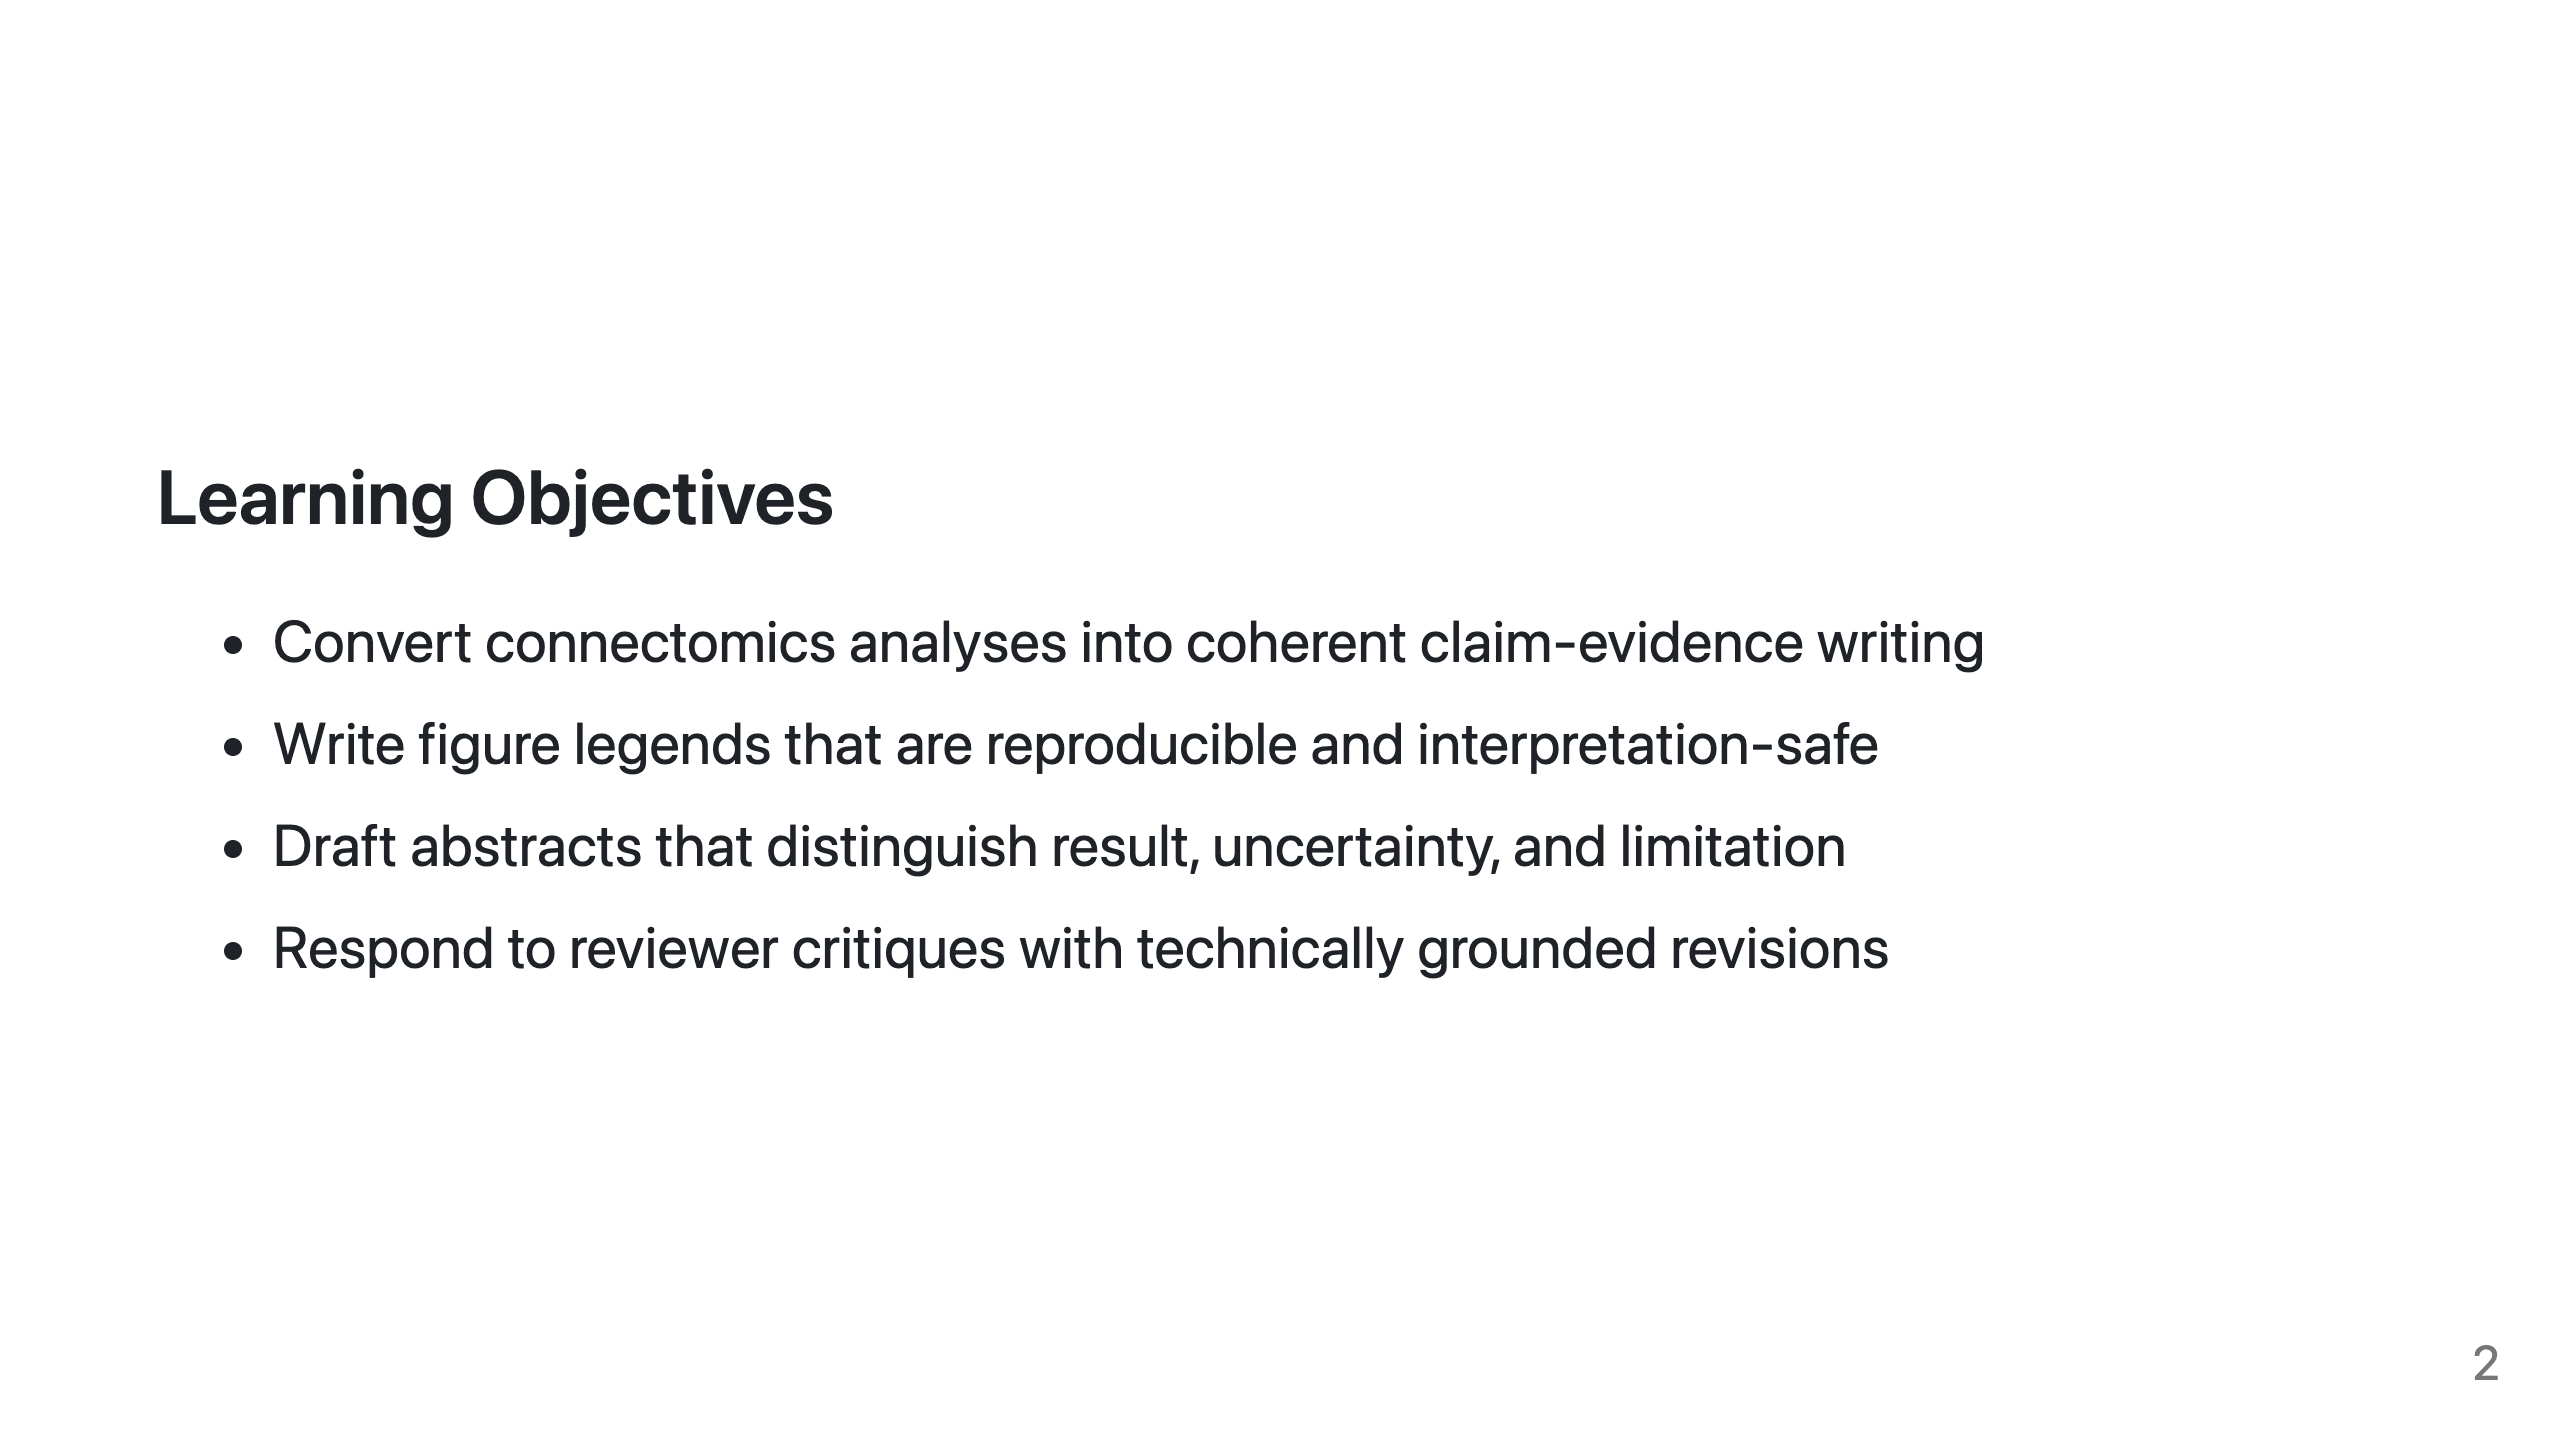 Learning Objectives
• Convert connectomics analyses into coherent claim-evidence writing
• Write figure legends that are reproducible and interpretation-safe
• Draft abstracts that distinguish result, uncertainty, and limitation
• Respond to reviewer critiques with technically grounded revisions
2